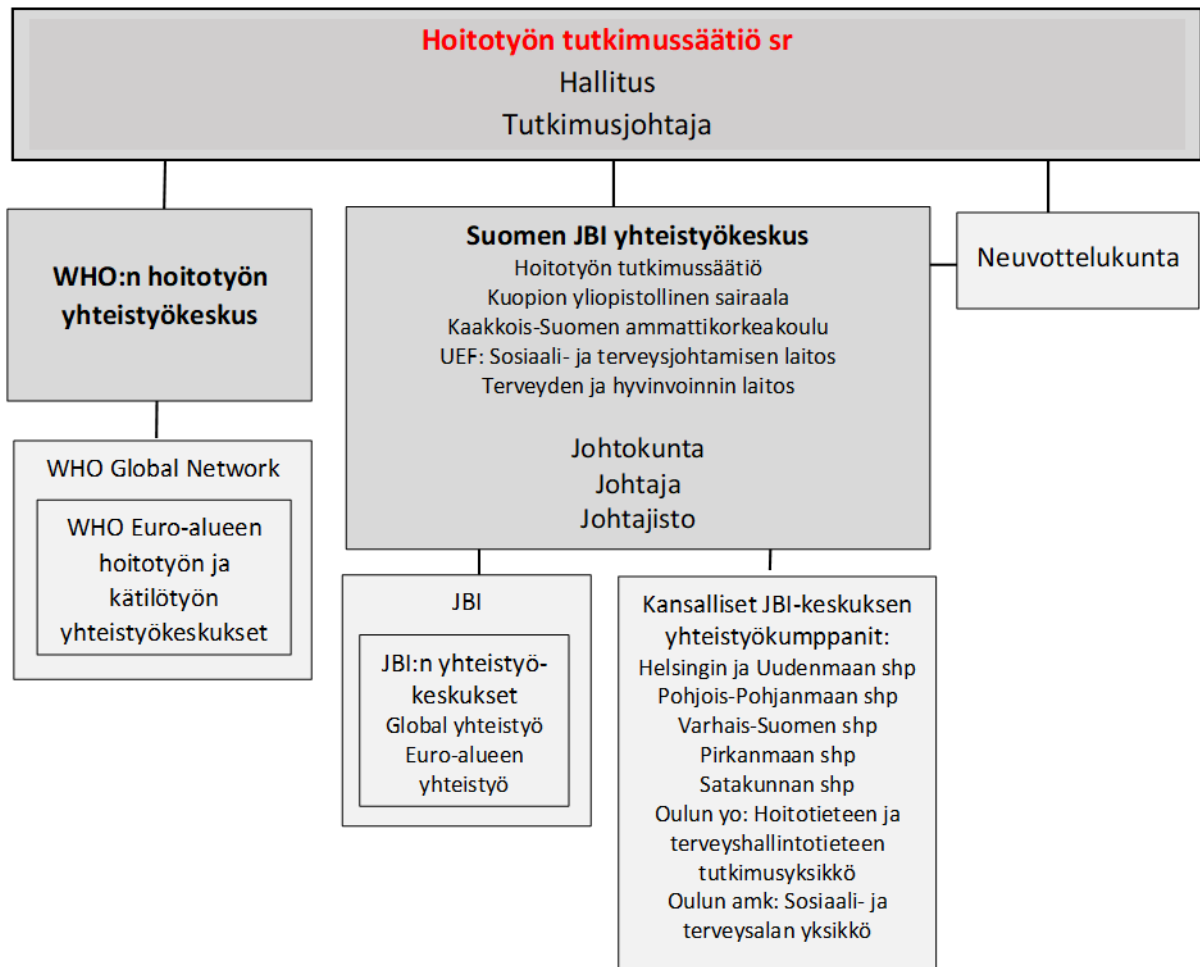 Hoitotyön tutkimussäätiö sr
Hallitus
Tutkimusjohtaja
WHO:n hoitotyön
yhteistyökeskus
WHO Global Network
WHO Euro-alueen
hoitotyön ja
kätilötyön
yhteistyökeskukset
Suomen JBI yhteistyökeskus
Hoitotyön tutkimussäätiö
Kuopion yliopistollinen sairaala
Kaakkois-Suomen ammattikorkeakoulu
UEF: Sosiaali- ja terveysjohtamisen laitos
Terveyden ja hyvinvoinnin laitos
Johtokunta
Johtaja
Johtajisto
Neuvottelukunta
JBI
JBI:n yhteistyö-
keskukset
Global yhteistyö
Euro-alueen
yhteistyö
Kansalliset JBI-keskuksen
yhteistyökumppanit:
Helsingin ja Uudenmaan shp
Pohjois-Pohjanmaan shp
Varhais-Suomen shp
Pirkanmaan shp
Satakunnan shp
Oulun yo: Hoitotieteen ja
terveyshallintotieteen
tutkimusyksikkö
Oulun amk: Sosiaali- ja
terveysalan yksikkö